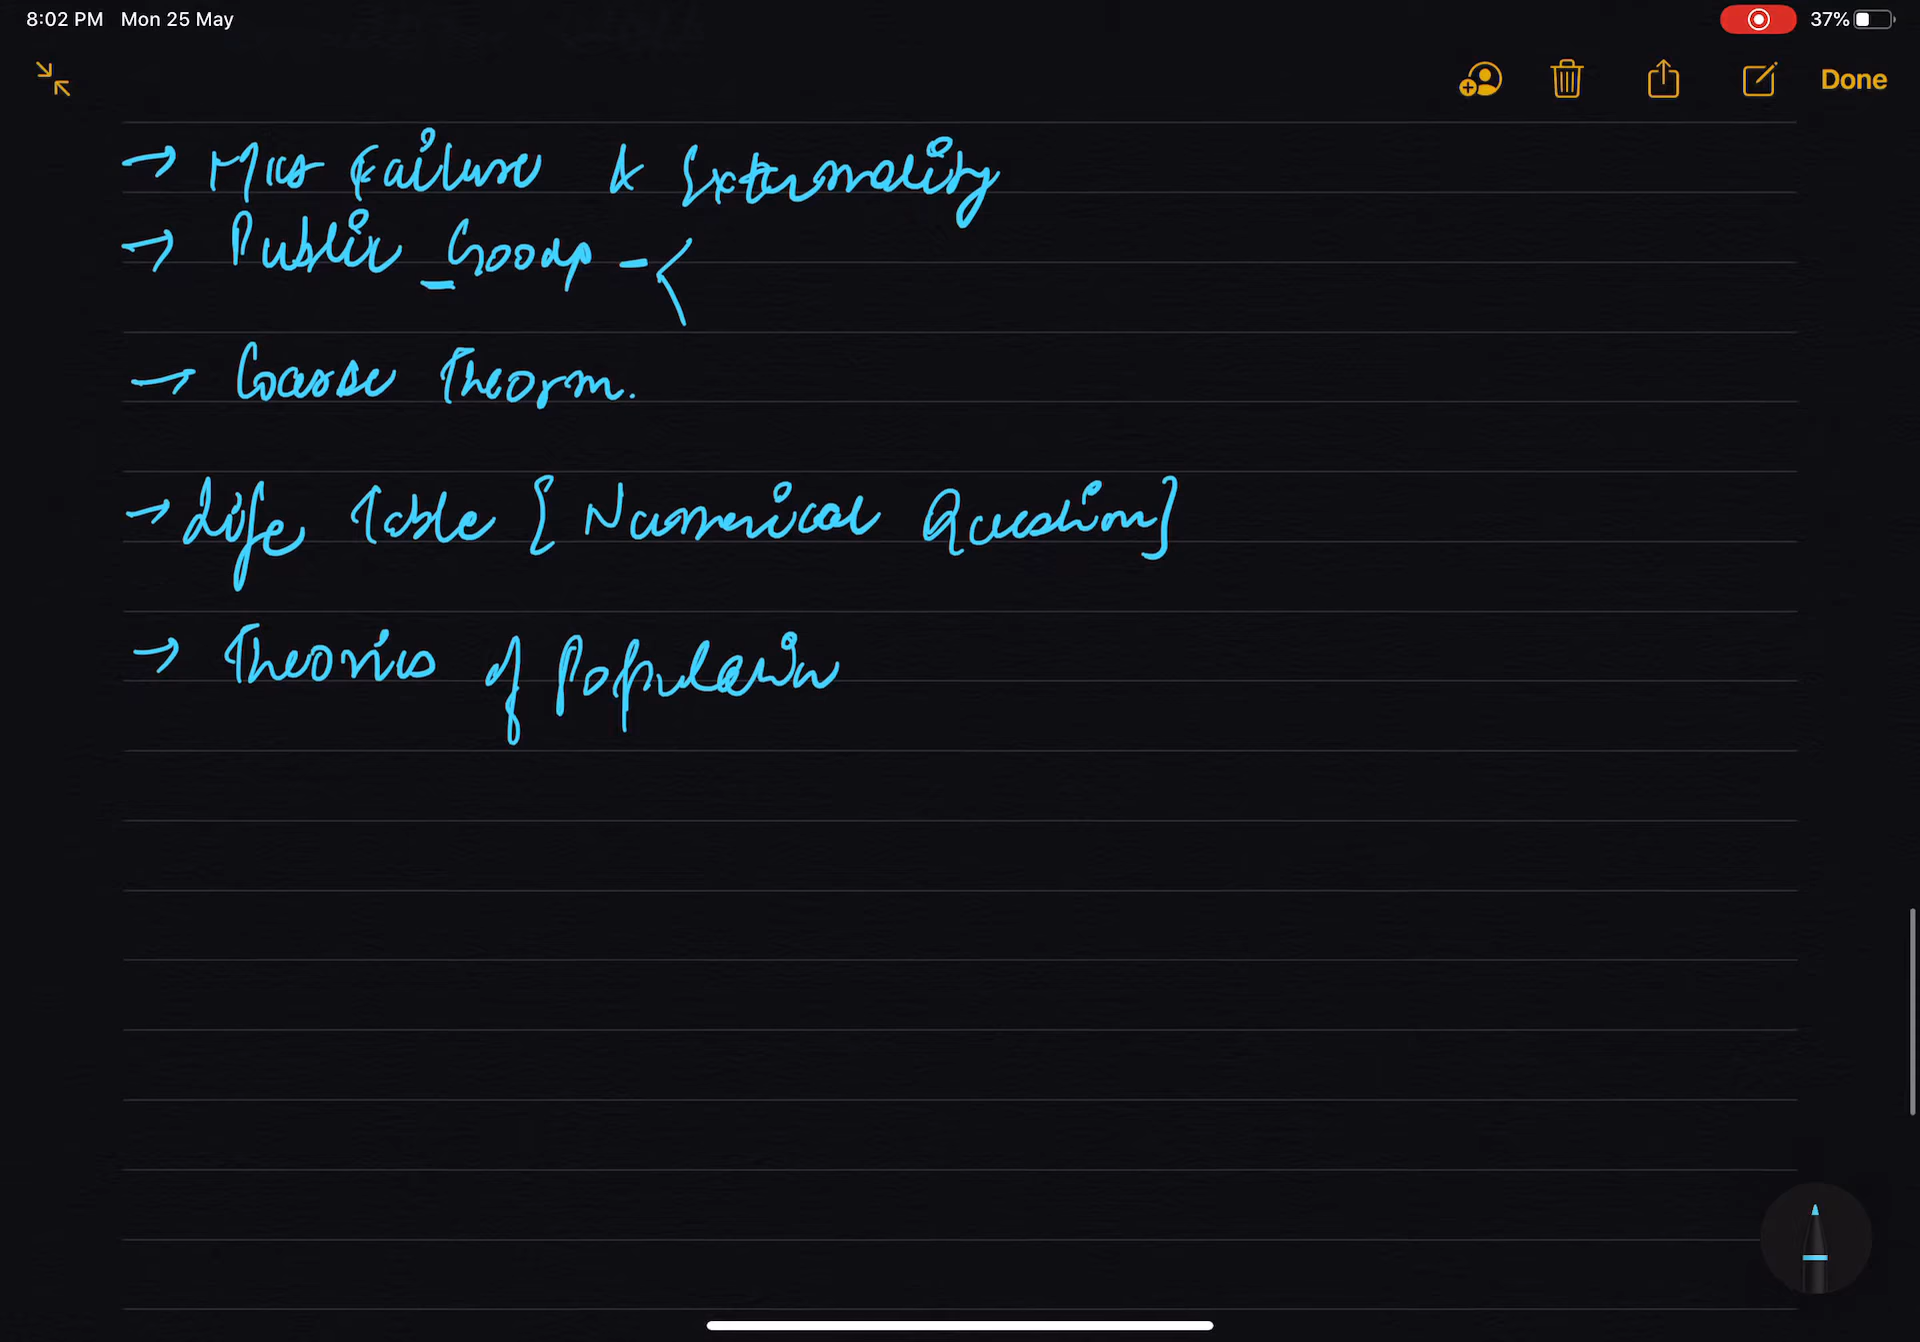 8:02 PM Mon 25 May 37%
Done
→ Mkt Failure & Externality
→ Public Goods -<
→ Coase Theorm.
→ Life Table [Numerical Question]
→ Theories of Population